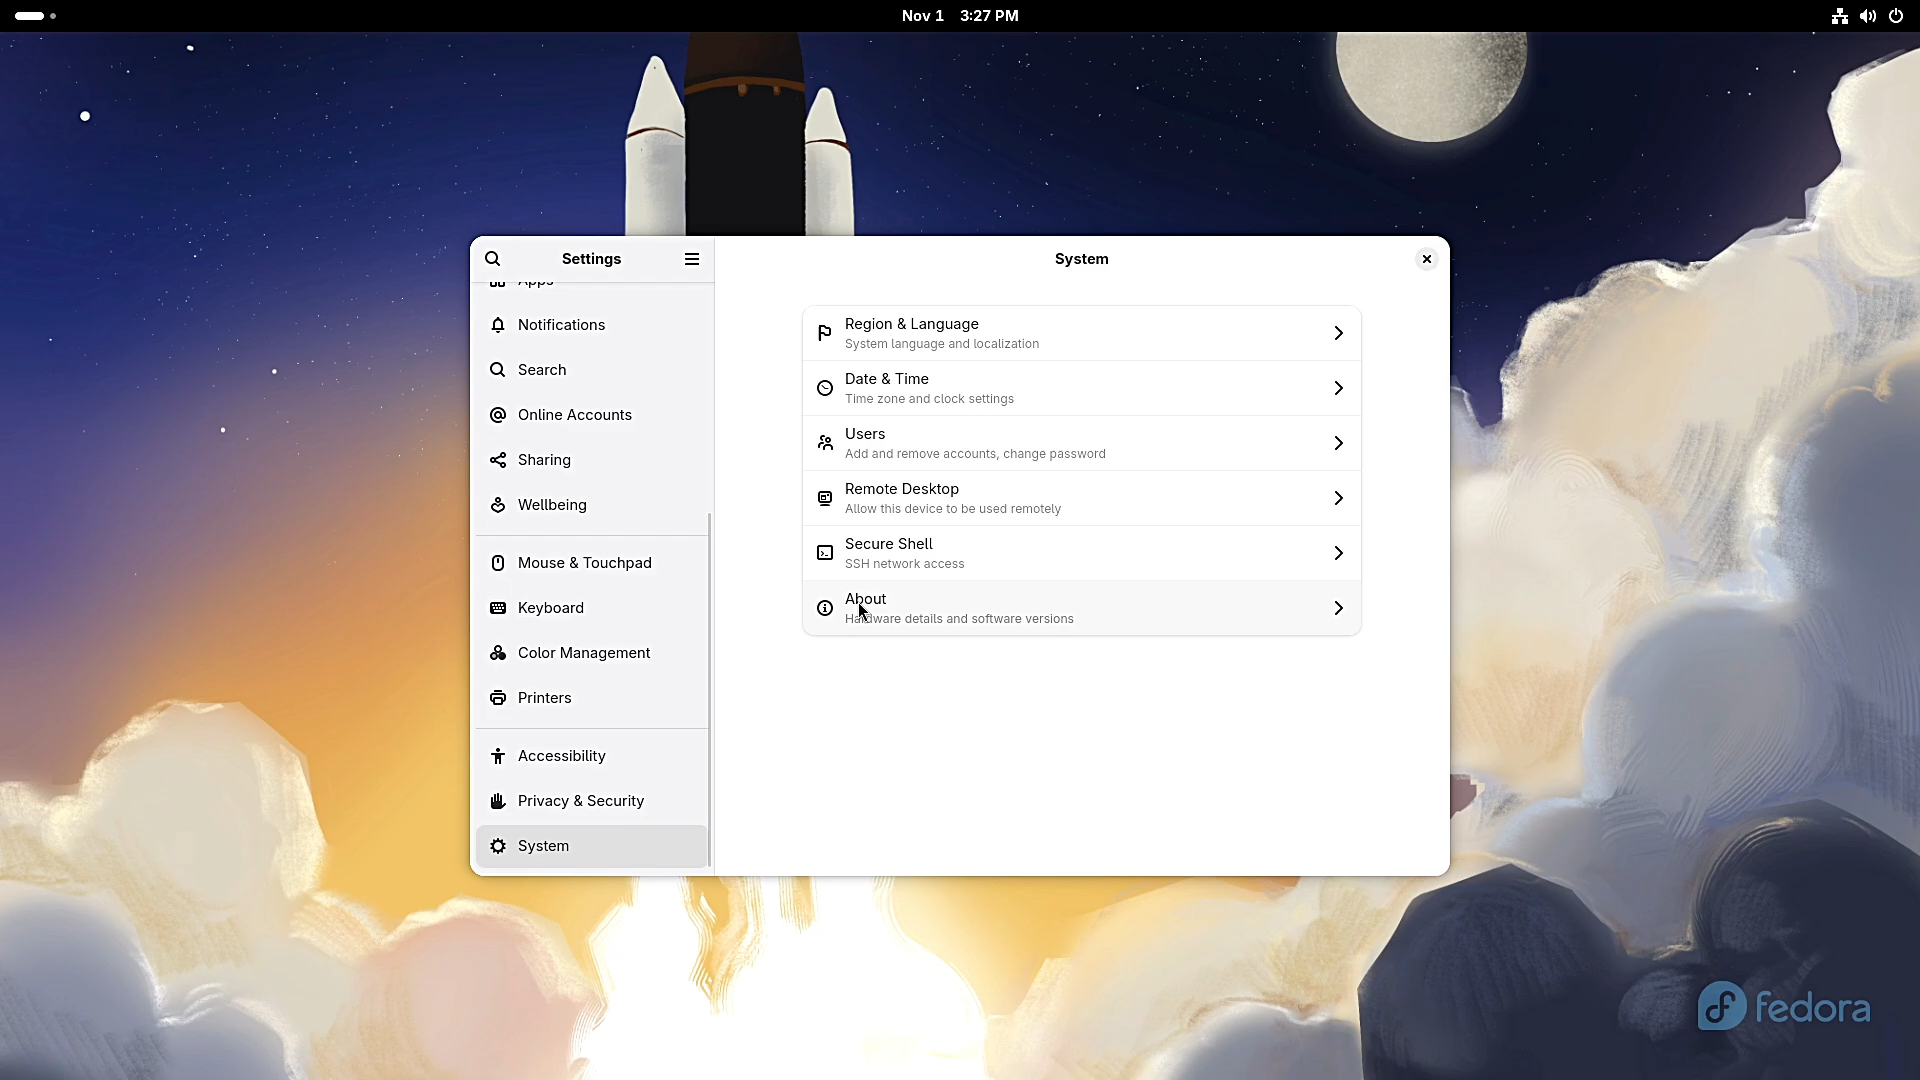 Nov 1 3:27 PM
Settings
System
Apps
Notifications
Search
Online Accounts
Sharing
Wellbeing
Mouse & Touchpad
Keyboard
Color Management
Printers
Accessibility
Privacy & Security
System
Region & Language
System language and localization
Date & Time
Time zone and clock settings
Users
Add and remove accounts, change password
Remote Desktop
Allow this device to be used remotely
Secure Shell
SSH network access
About
Hardware details and software versions
fedora